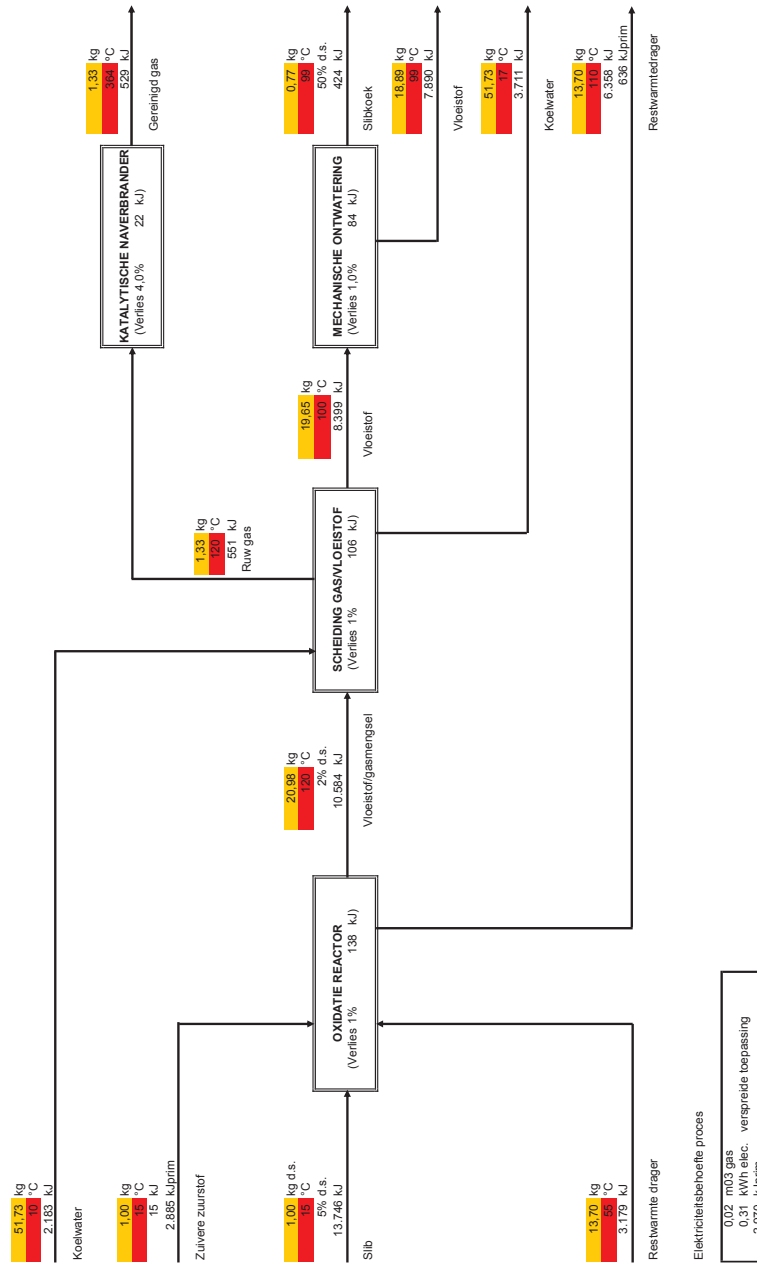 51,73 kg
10 °C
2.183 kJ
Koelwater
1,00 kg
15 °C
15 kJ
2.885 kJprim
Zuivere zuurstof
1,00 kg d.s.
15 °C
5% d.s.
13.746 kJ
Slib
13,70 kg
55 °C
3.179 kJ
Restwarmte drager
OXIDATIE REACTOR
(Verlies 1% 138 kJ)
20,98 kg
120 °C
2% d.s.
10.584 kJ
Vloeistof/gasmengsel
SCHEIDING GAS/VLOEISTOF
(Verlies 1% 106 kJ)
1,33 kg
120 °C
551 kJ
Ruw gas
19,65 kg
100 °C
8.399 kJ
Vloeistof
KATALYTISCHE NAVERBRANDER
(Verlies 4,0% 22 kJ)
MECHANISCHE ONTWATERING
(Verlies 1,0% 84 kJ)
1,33 kg
364 °C
529 kJ
Gereinigd gas
0,77 kg
99 °C
50% d.s.
424 kJ
Slibkoek
18,89 kg
99 °C
7.890 kJ
Vloeistof
51,73 kg
17 °C
3.711 kJ
Koelwater
13,70 kg
110 °C
6.358 kJ
636 kJprim
Restwarmtedrager
Elektriciteitsbehoefte proces
0,02 m03 gas
0,31 kWh elec. verspreide toepassing